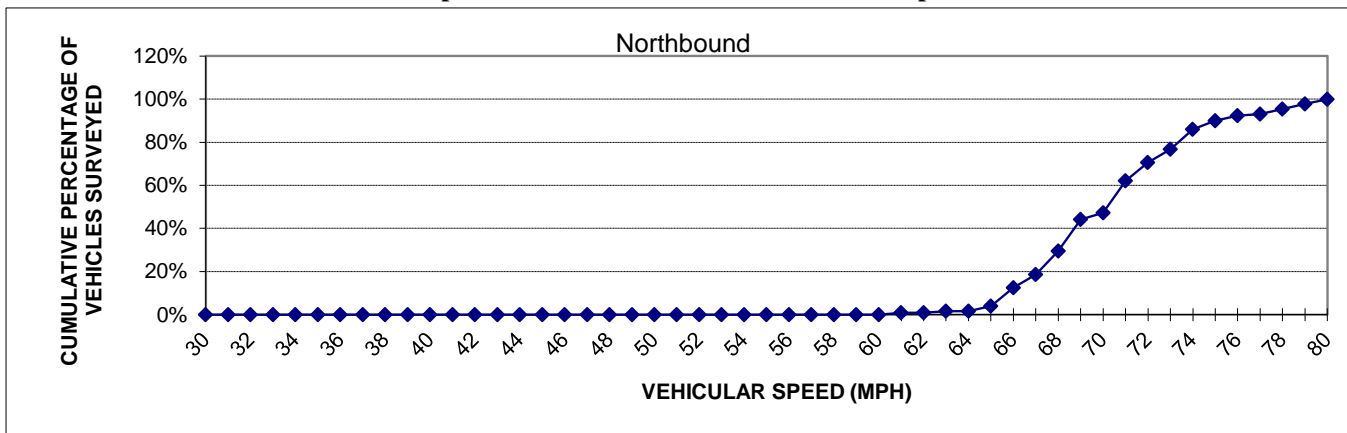 Northbound
CUMULATIVE PERCENTAGE OF
VEHICLES SURVEYED
120%
100%
80%
60%
40%
20%
0%
30 32 34 36 38 40 42 44 46 48 50 52 54 56 58 60 62 64 66 68 70 72 74 76 78 80
VEHICULAR SPEED (MPH)